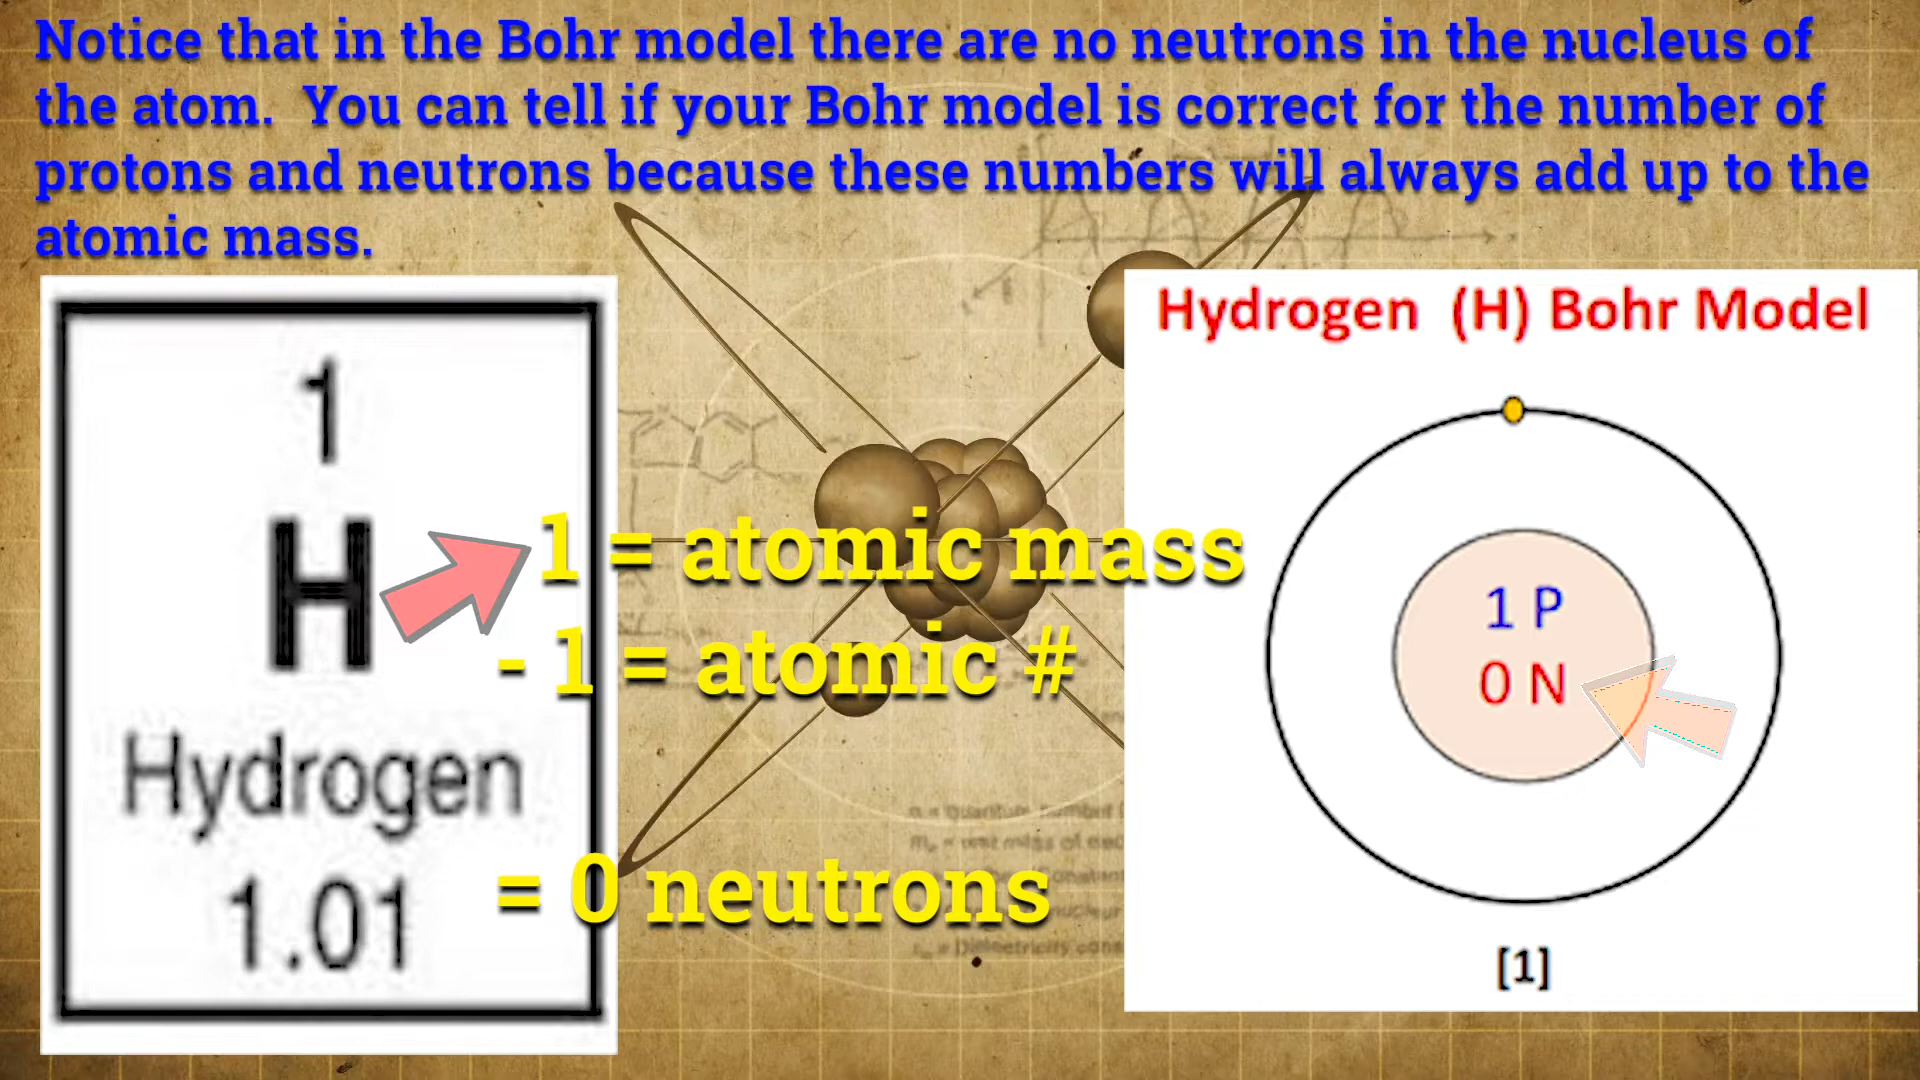 Notice that in the Bohr model there are no neutrons in the nucleus of
the atom.  You can tell if your Bohr model is correct for the number of
protons and neutrons because these numbers will always add up to the
atomic mass.
1
H
Hydrogen
1.01
1 = atomic mass
- 1 = atomic #
= 0 neutrons
Hydrogen  (H) Bohr Model
1 P
0 N
[1]